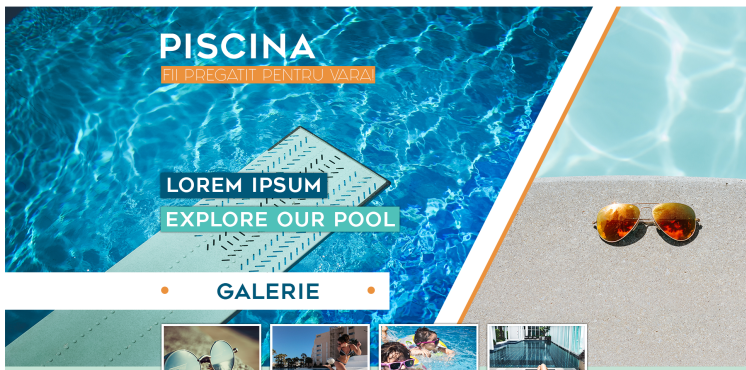 PISCINA
FII PREGATIT PENTRU VARA!
LOREM IPSUM
EXPLORE OUR POOL
GALERIE